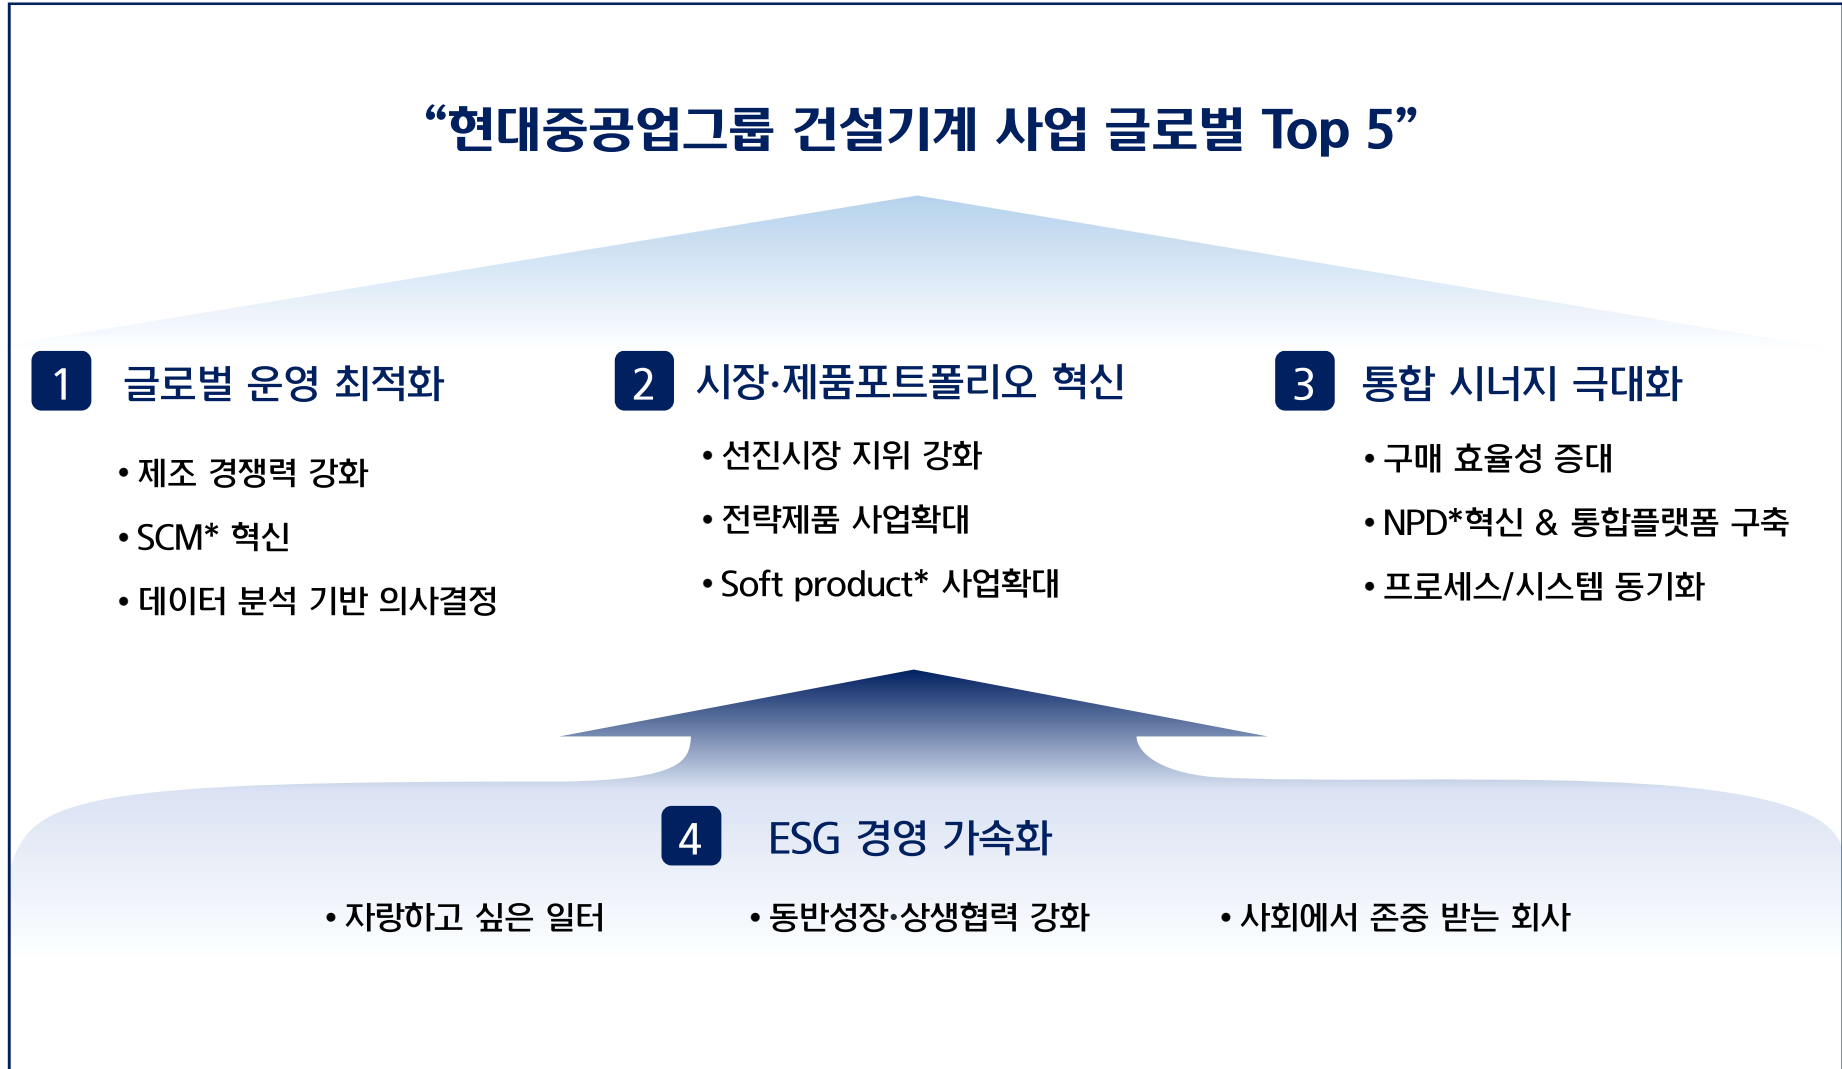 “현대중공업그룹 건설기계 사업 글로벌 Top 5”
1 글로벌 운영 최적화
• 제조 경쟁력 강화
• SCM* 혁신
• 데이터 분석 기반 의사결정
2 시장·제품포트폴리오 혁신
• 선진시장 지위 강화
• 전략제품 사업확대
• Soft product* 사업확대
3 통합 시너지 극대화
• 구매 효율성 증대
• NPD*혁신 & 통합플랫폼 구축
• 프로세스/시스템 동기화
4 ESG 경영 가속화
• 자랑하고 싶은 일터
• 동반성장·상생협력 강화
• 사회에서 존중 받는 회사